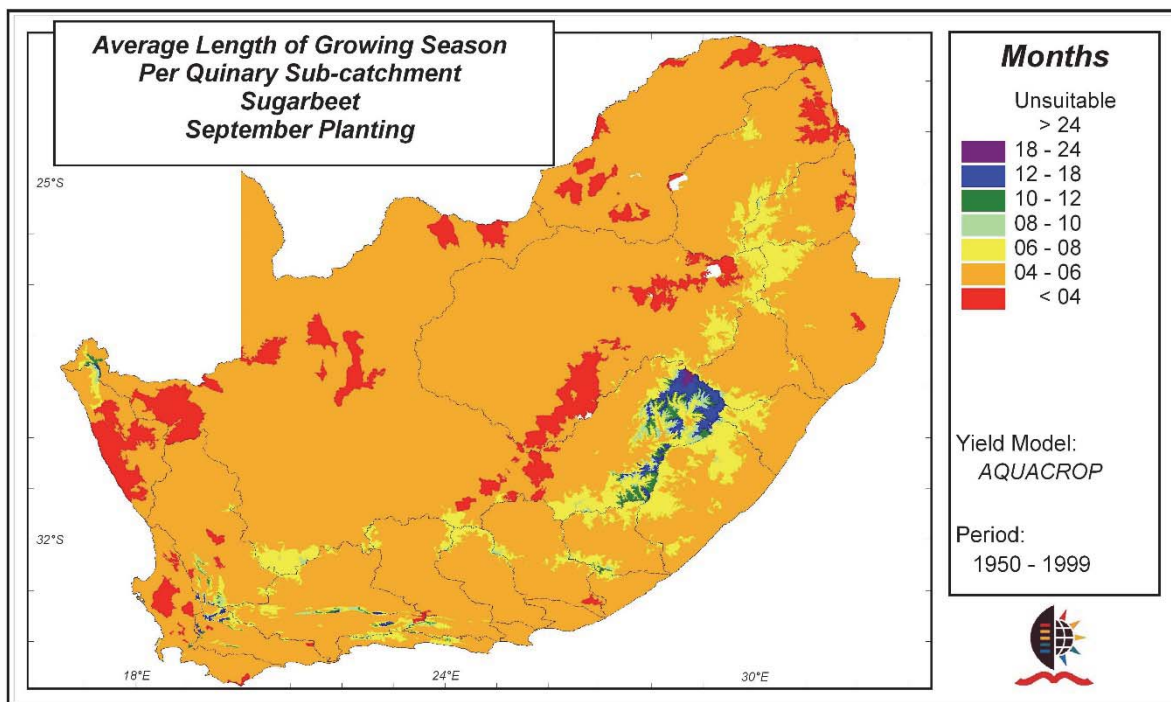 Average Length of Growing Season
Per Quinary Sub-catchment
Sugarbeet
September Planting
25°S
32°S
18°E
24°E
30°E
Months
Unsuitable
> 24
18 - 24
12 - 18
10 - 12
08 - 10
06 - 08
04 - 06
< 04
Yield Model:
AQUACROP
Period:
1950 - 1999